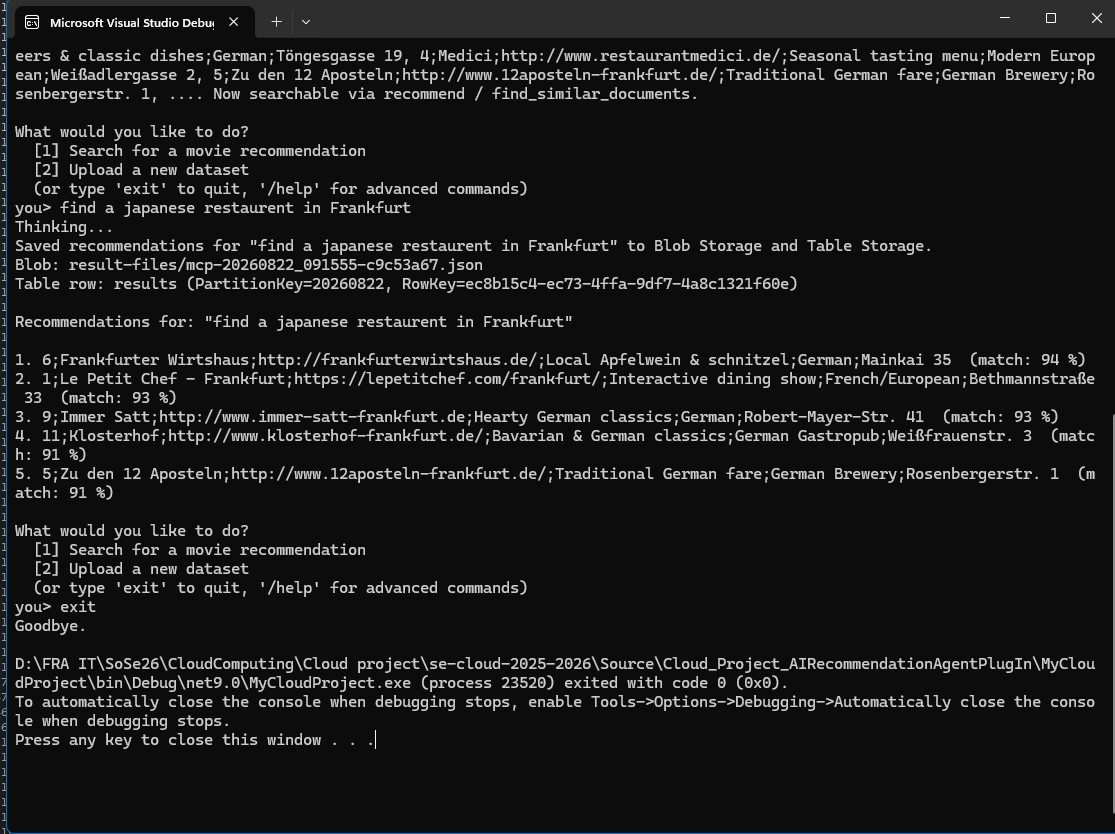 Microsoft Visual Studio Debug
eers & classic dishes;German;Töngesgasse 19, 4;Medici;http://www.restaurantmedici.de/;Seasonal tasting menu;Modern Europ
ean;Weißadlergasse 2, 5;Zu den 12 Aposteln;http://www.12aposteln-frankfurt.de/;Traditional German fare;German Brewery;Ro
senbergerstr. 1, .... Now searchable via recommend / find_similar_documents.
What would you like to do?
[1] Search for a movie recommendation
[2] Upload a new dataset
(or type 'exit' to quit, '/help' for advanced commands)
you> find a japanese restaurent in Frankfurt
Thinking...
Saved recommendations for "find a japanese restaurent in Frankfurt" to Blob Storage and Table Storage.
Blob: result-files/mcp-20260822_091555-c9c53a67.json
Table row: results (PartitionKey=20260822, RowKey=ec8b15c4-ec73-4ffa-9df7-4a8c1321f60e)
Recommendations for: "find a japanese restaurent in Frankfurt"
1. 6;Frankfurter Wirtshaus;http://frankfurterwirtshaus.de/;Local Apfelwein & schnitzel;German;Mainkai 35  (match: 94 %)
2. 1;Le Petit Chef – Frankfurt;https://lepetitchef.com/frankfurt/;Interactive dining show;French/European;Bethmannstraße
33  (match: 93 %)
3. 9;Immer Satt;http://www.immer-satt-frankfurt.de;Hearty German classics;German;Robert-Mayer-Str. 41  (match: 93 %)
4. 11;Klosterhof;http://www.klosterhof-frankfurt.de/;Bavarian & German classics;German Gastropub;Weißfrauenstr. 3  (matc
h: 91 %)
5. 5;Zu den 12 Aposteln;http://www.12aposteln-frankfurt.de/;Traditional German fare;German Brewery;Rosenbergerstr. 1  (m
atch: 91 %)
What would you like to do?
[1] Search for a movie recommendation
[2] Upload a new dataset
(or type 'exit' to quit, '/help' for advanced commands)
you> exit
Goodbye.
D:\FRA IT\SoSe26\CloudComputing\Cloud project\se-cloud-2025-2026\Source\Cloud_Project_AIRecommendationAgentPlugIn\MyClou
dProject\bin\Debug\net9.0\MyCloudProject.exe (process 23520) exited with code 0 (0x0).
To automatically close the console when debugging stops, enable Tools->Options->Debugging->Automatically close the conso
le when debugging stops.
Press any key to close this window . . .